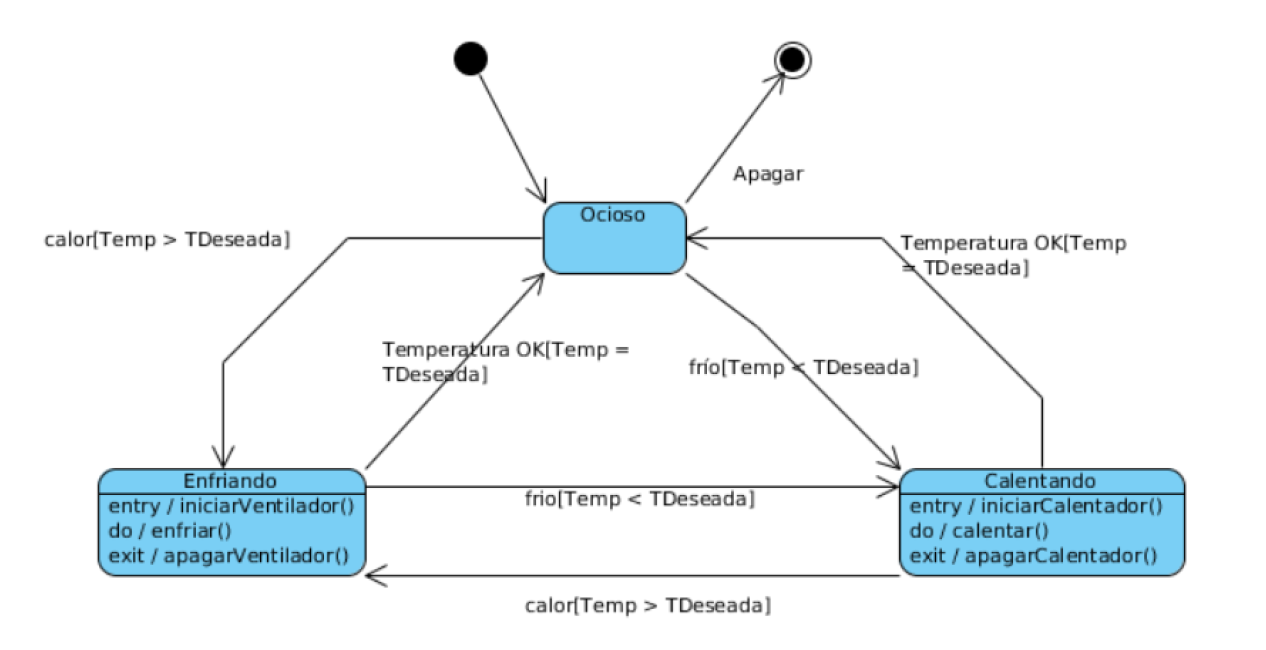 Apagar
Ocioso
calor[Temp > TDeseada]
Temperatura OK[Temp
= TDeseada]
Temperatura OK[Temp =
TDeseada]
frío[Temp < TDeseada]
Enfriando
entry / iniciarVentilador()
do / enfriar()
exit / apagarVentilador()
frio[Temp < TDeseada]
Calentando
entry / iniciarCalentador()
do / calentar()
exit / apagarCalentador()
calor[Temp > TDeseada]